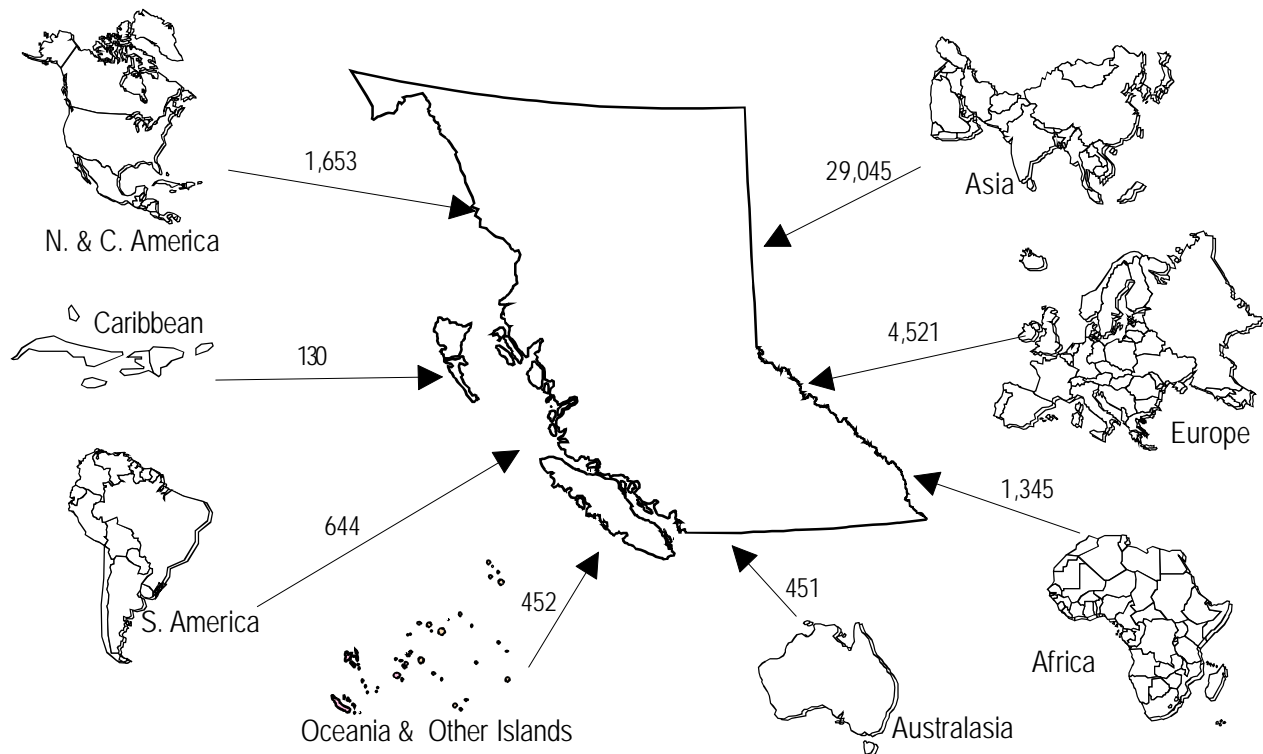 1,653
N. & C. America
29,045
Asia
Caribbean
130
4,521
Europe
644
S. America
1,345
Africa
452
Oceania & Other Islands
451
Australasia